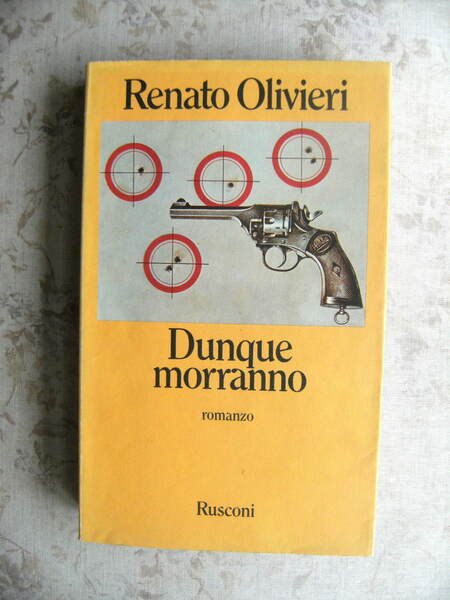 Renato Olivieri
Dunque
morranno
romanzo
Rusconi